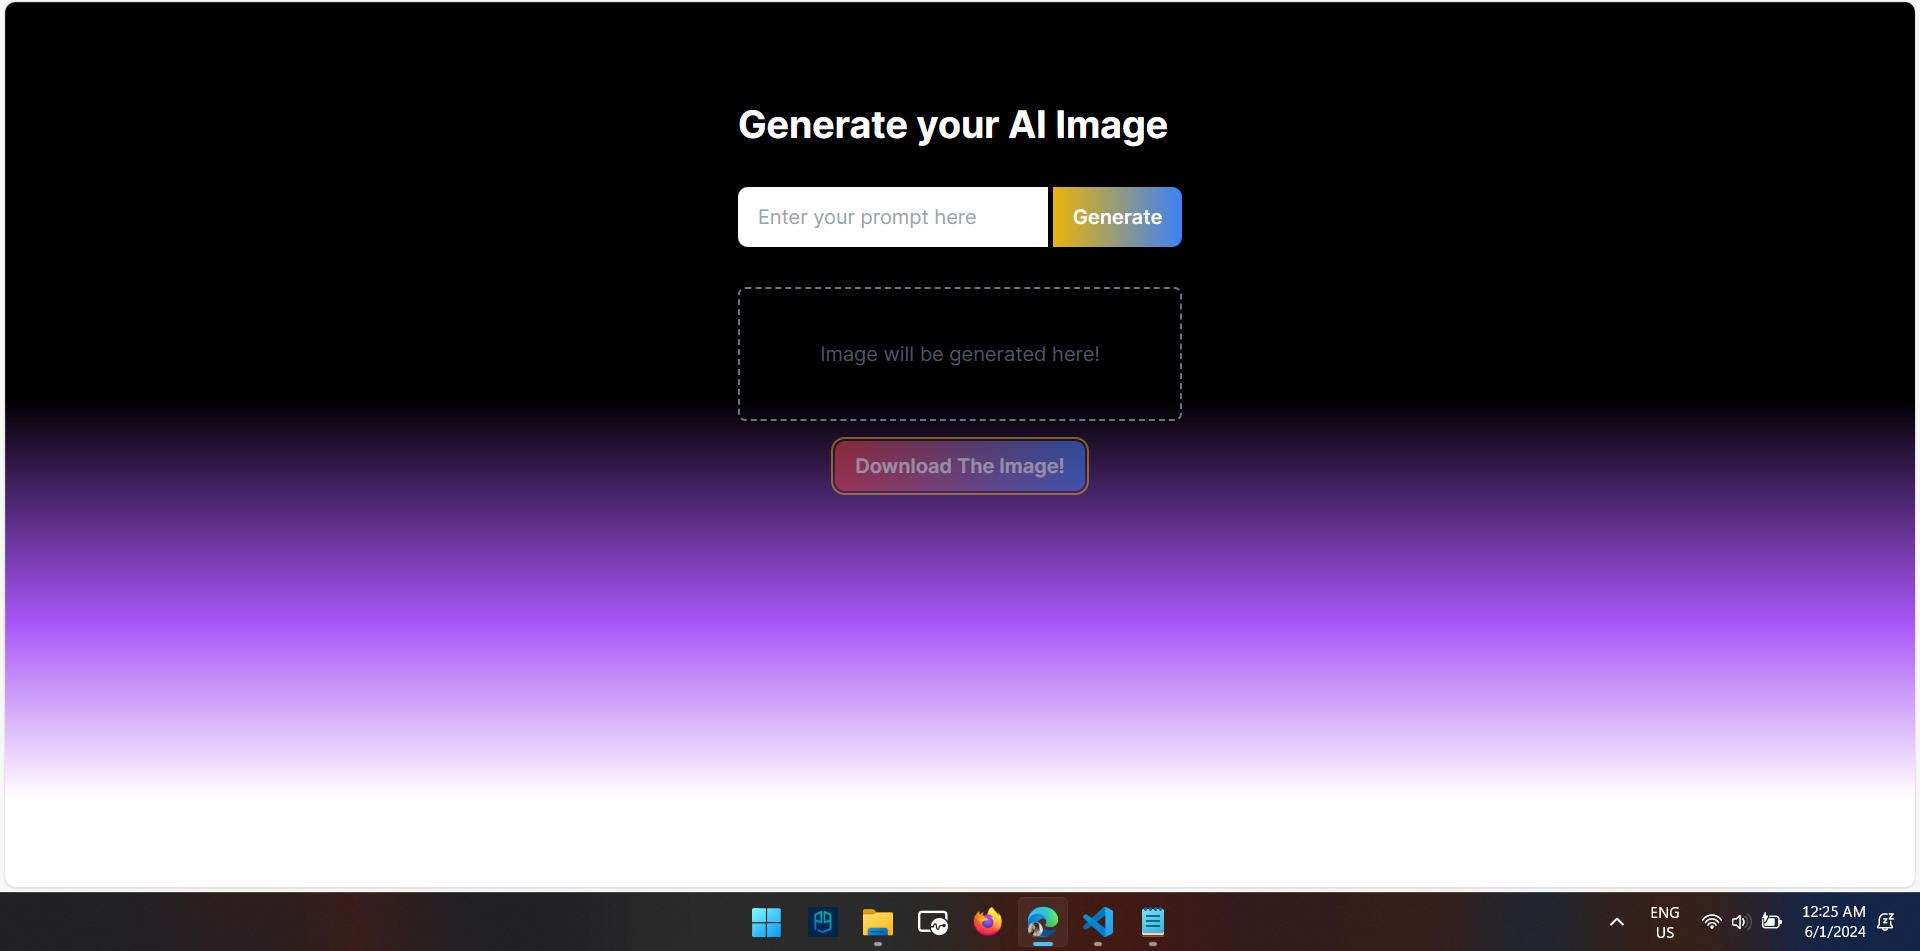 Generate your AI Image
Enter your prompt here
Generate
Image will be generated here!
Download The Image!
ENG
US
12:25 AM
6/1/2024